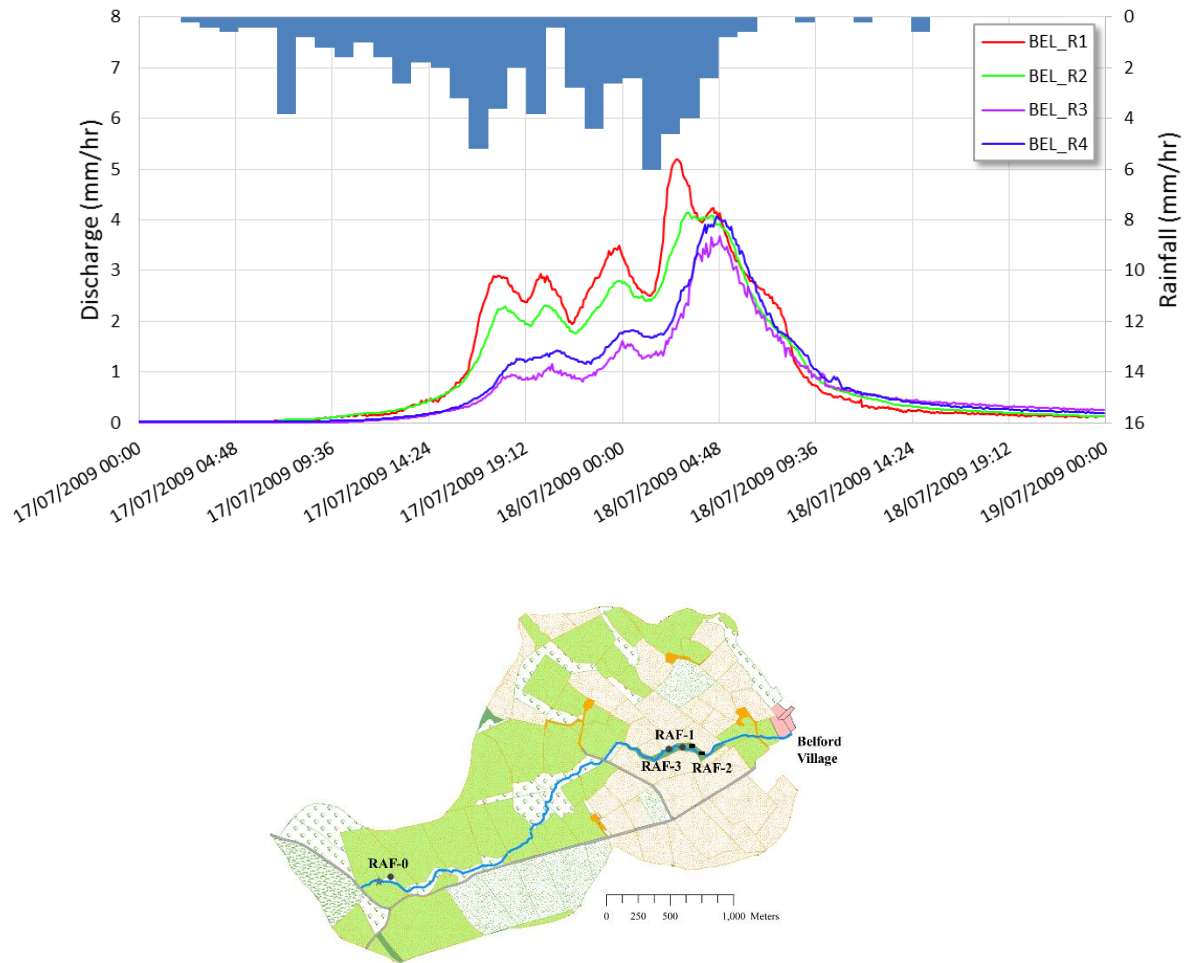 8
7
6
5
4
3
2
1
0
Discharge (mm/hr)
0
2
4
6
8
10
12
14
16
Rainfall (mm/hr)
BEL_R1
BEL_R2
BEL_R3
BEL_R4
17/07/2009 00:00
17/07/2009 04:48
17/07/2009 09:36
17/07/2009 14:24
17/07/2009 19:12
18/07/2009 00:00
18/07/2009 04:48
18/07/2009 09:36
18/07/2009 14:24
18/07/2009 19:12
19/07/2009 00:00
RAF-1
RAF-3
RAF-2
Belford
Village
RAF-0
0 250 500 1,000 Meters